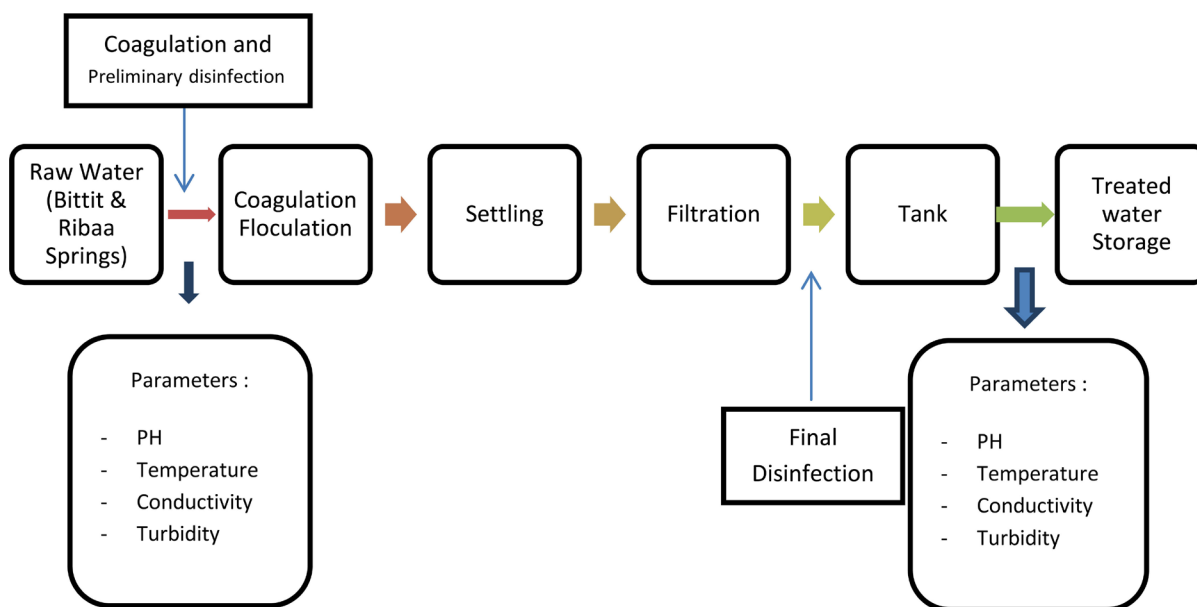 Coagulation and
Preliminary disinfection
Raw Water
(Bittit &
Ribaa
Springs)
Coagulation
Floculation
Settling
Filtration
Tank
Treated
water
Storage
Parameters :
- PH
- Temperature
- Conductivity
- Turbidity
Final
Disinfection
Parameters :
- PH
- Temperature
- Conductivity
- Turbidity